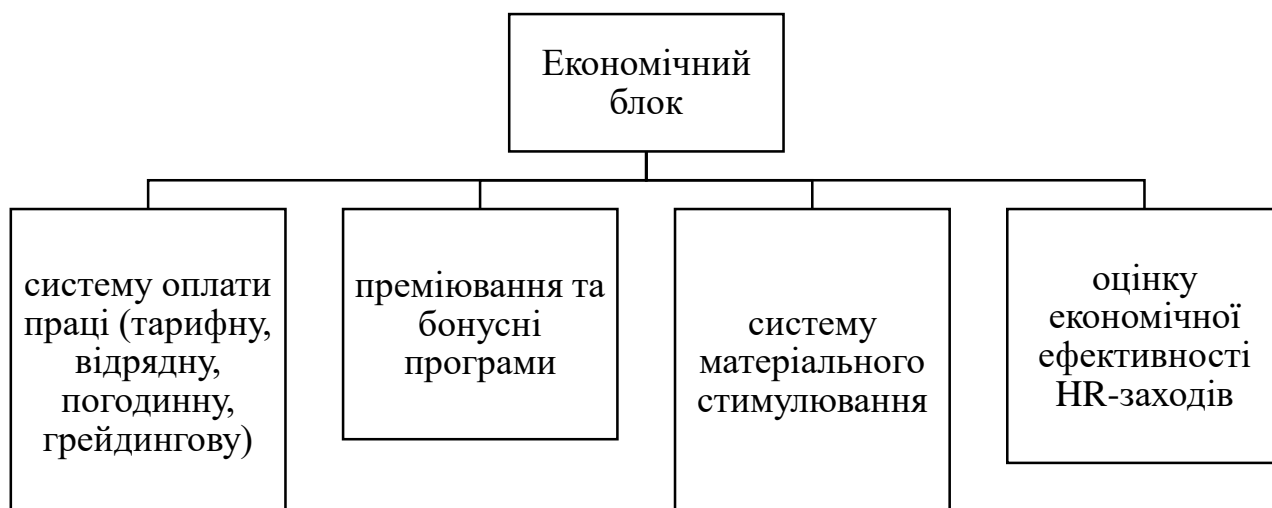 Економічний
блок
систему оплати
праці (тарифну,
відрядну,
погодинну,
грейдингову)
преміювання та
бонусні
програми
систему
матеріального
стимулювання
оцінку
економічної
ефективності
HR-заходів